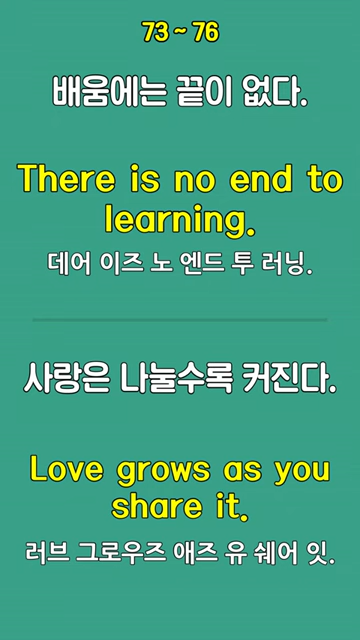 73 ~ 76
배움에는 끝이 없다.
There is no end to
learning.
데어 이즈 노 엔드 투 러닝.
사랑은 나눌수록 커진다.
Love grows as you
share it.
러브 그로우즈 애즈 유 쉐어 잇.